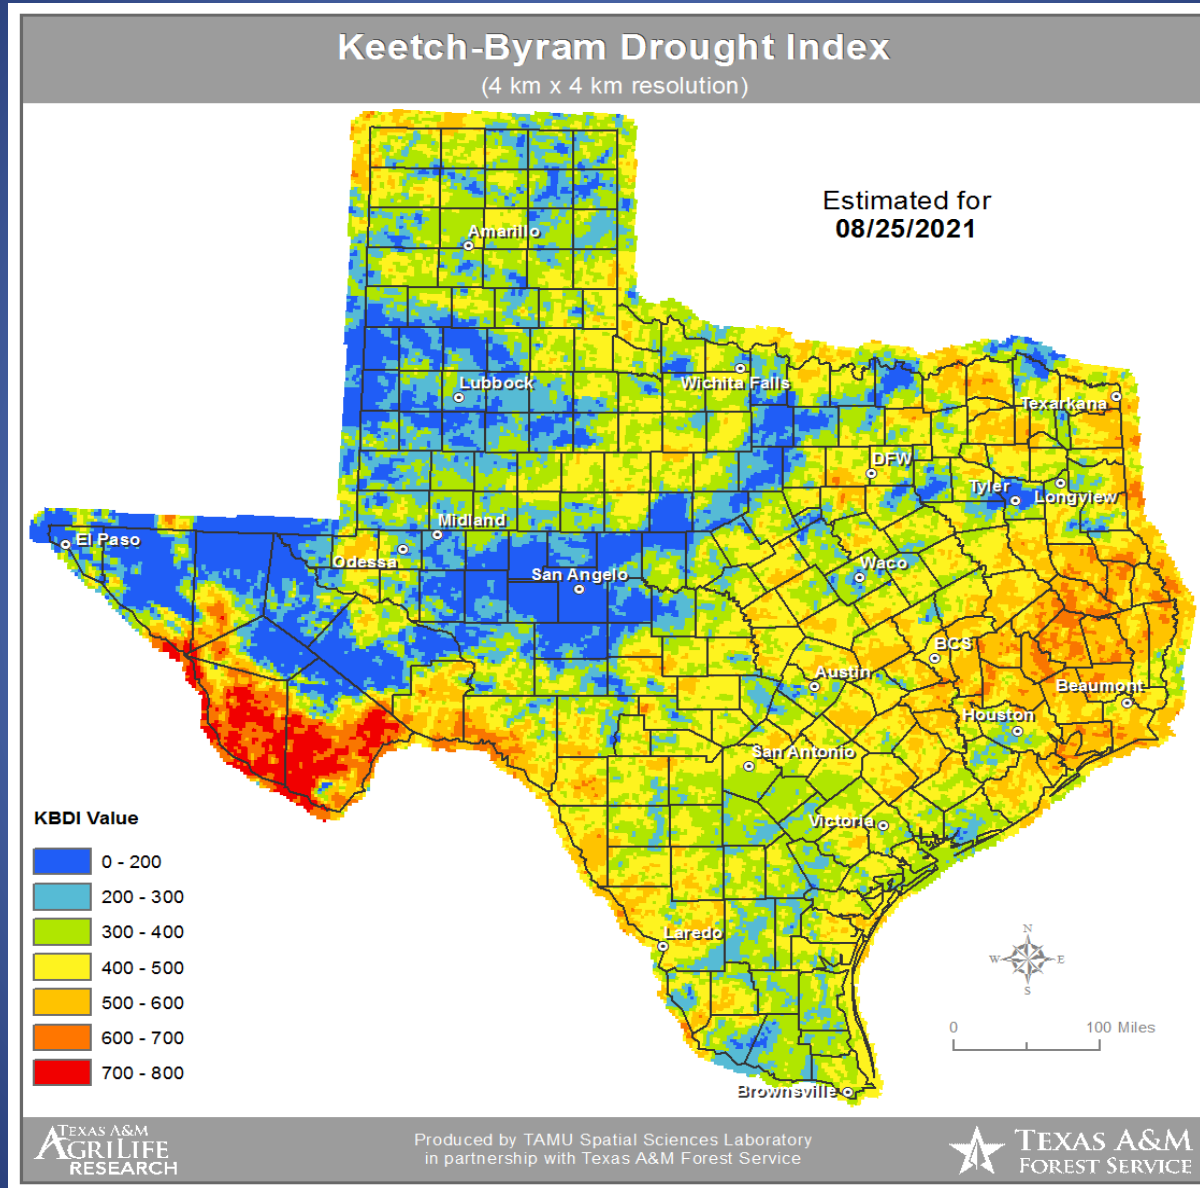 Keetch-Byram Drought Index
(4 km x 4 km resolution)
Estimated for
08/25/2021
Amarillo
Lubbock
Wichita Falls
Texarkana
DFW
Tyler
Longview
Midland
El Paso
Odessa
San Angelo
Waco
BCS
Austin
Beaumont
Houston
San Antonio
Victoria
Laredo
Brownsville
KBDI Value
0 - 200
200 - 300
300 - 400
400 - 500
500 - 600
600 - 700
700 - 800
N
W E
S
0 100 Miles
TEXAS A&M
AGRILIFE
RESEARCH
Produced by TAMU Spatial Sciences Laboratory
in partnership with Texas A&M Forest Service
TEXAS A&M
FOREST SERVICE